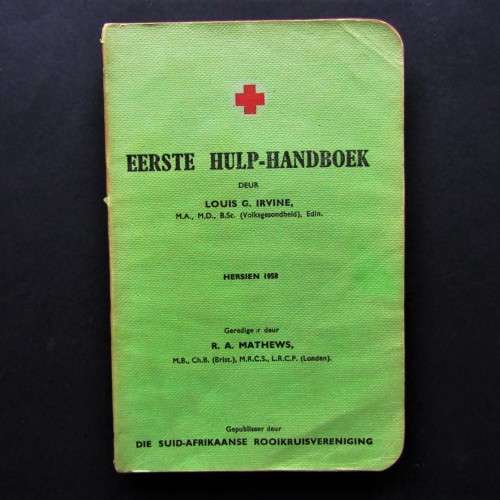 EERSTE HULP-HANDBOEK
DEUR
LOUIS G. IRVINE,
M.A., M.D., B.Sc. (Volksgesondheid), Edin.
HERSIEN 1958
Geredigeer deur
R. A. MATHEWS,
M.B., Ch.B. (Brist.), M.R.C.S., L.R.C.P. (Londen).
Gepubliseer deur
DIE SUID-AFRIKAANSE ROOIKRUISVERENIGING